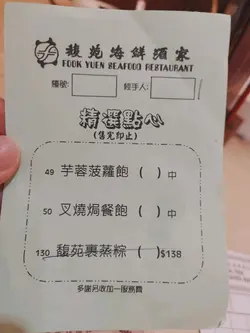 馥苑海鮮酒家
FOOK YUEN SEAFOOD RESTAURANT
檯號: 經手人:
精選點心
(售完即止)
49 芋蓉菠蘿飽 ( ) 中
50 叉燒焗餐飽 ( ) 中
130 馥苑裹蒸粽 ( ) $138
多謝另收加一服務費